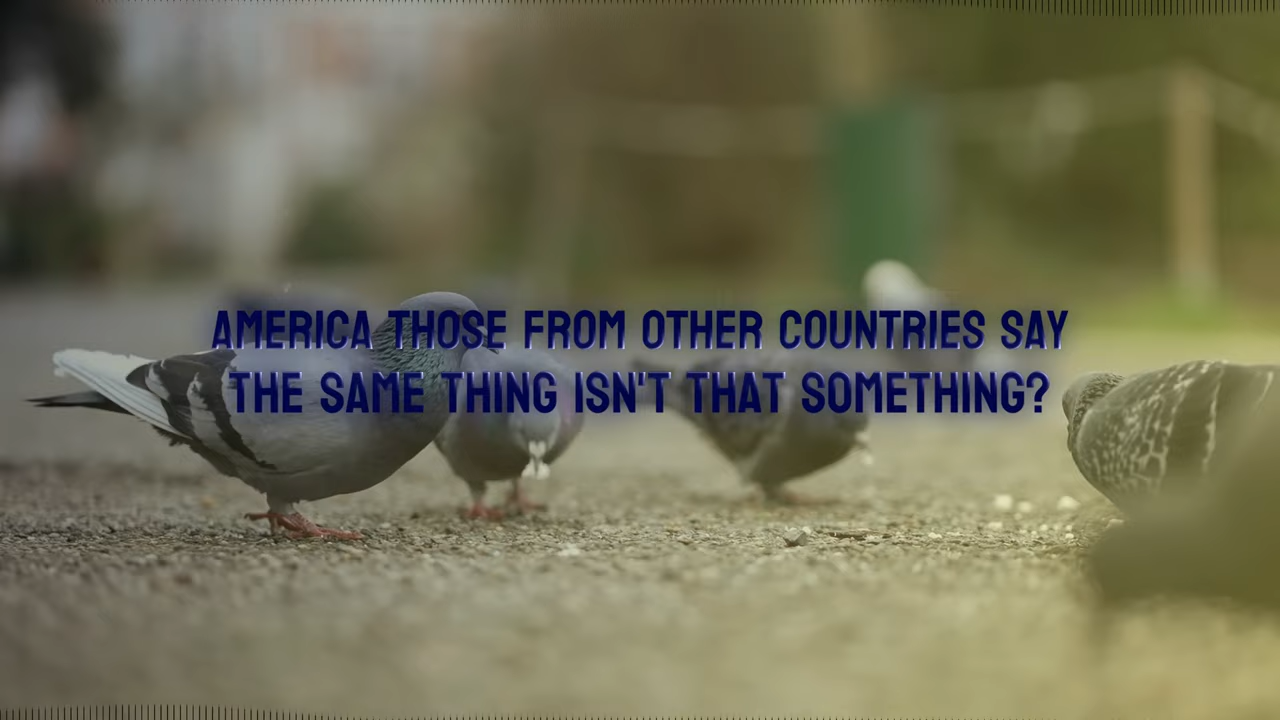 AMERICA THOSE FROM OTHER COUNTRIES SAY
THE SAME THING ISN'T THAT SOMETHING?